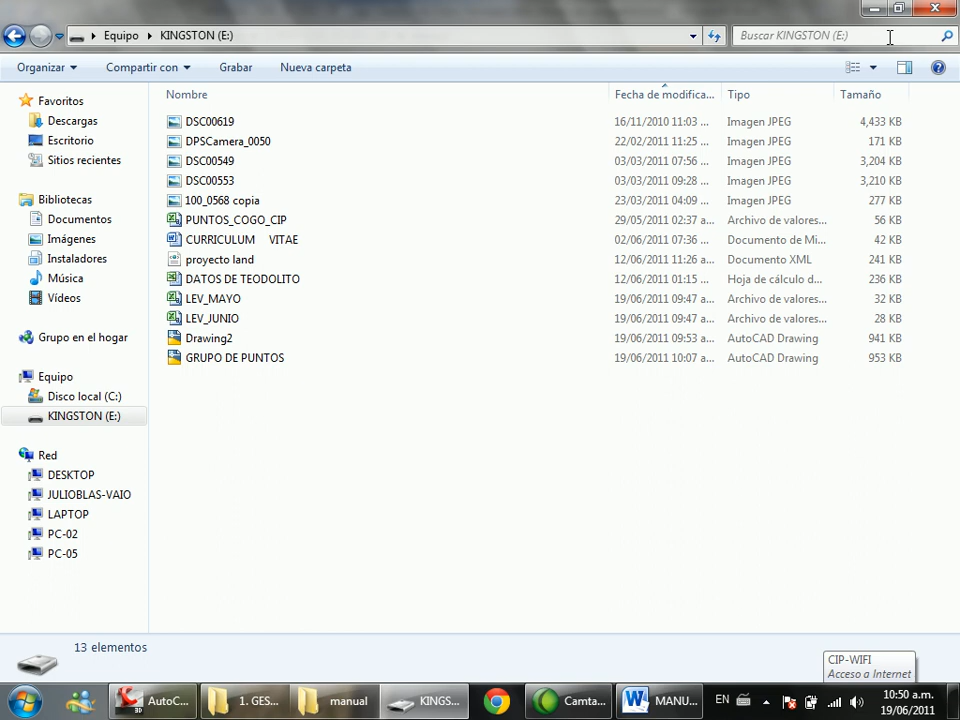 Equipo ▸ KINGSTON (E:)
Buscar KINGSTON (E:)
Organizar
Compartir con
Grabar
Nueva carpeta
Favoritos
Descargas
Escritorio
Sitios recientes
Bibliotecas
Documentos
Imágenes
Instaladores
Música
Vídeos
Grupo en el hogar
Equipo
Disco local (C:)
KINGSTON (E:)
Red
DESKTOP
JULIOBLAS-VAIO
LAPTOP
PC-02
PC-05
Nombre Fecha de modifica... Tipo Tamaño
DSC00619 16/11/2010 11:03 ... Imagen JPEG 4,433 KB
DPSCamera_0050 22/02/2011 11:25 ... Imagen JPEG 171 KB
DSC00549 03/03/2011 07:56 ... Imagen JPEG 3,204 KB
DSC00553 03/03/2011 09:28 ... Imagen JPEG 3,210 KB
100_0568 copia 23/03/2011 04:09 ... Imagen JPEG 277 KB
PUNTOS_COGO_CIP 29/05/2011 02:37 a... Archivo de valores... 56 KB
CURRICULUM VITAE 02/06/2011 07:36 ... Documento de Mi... 42 KB
proyecto land 12/06/2011 11:26 a... Documento XML 241 KB
DATOS DE TEODOLITO 12/06/2011 01:15 ... Hoja de cálculo d... 236 KB
LEV_MAYO 19/06/2011 09:47 a... Archivo de valores... 32 KB
LEV_JUNIO 19/06/2011 09:47 a... Archivo de valores... 28 KB
Drawing2 19/06/2011 09:53 a... AutoCAD Drawing 941 KB
GRUPO DE PUNTOS 19/06/2011 10:07 a... AutoCAD Drawing 953 KB
13 elementos
CIP-WIFI
Acceso a Internet
AutoC...
1. GES...
manual
KINGS...
Camta...
MANU...
EN
10:50 a.m.
19/06/2011